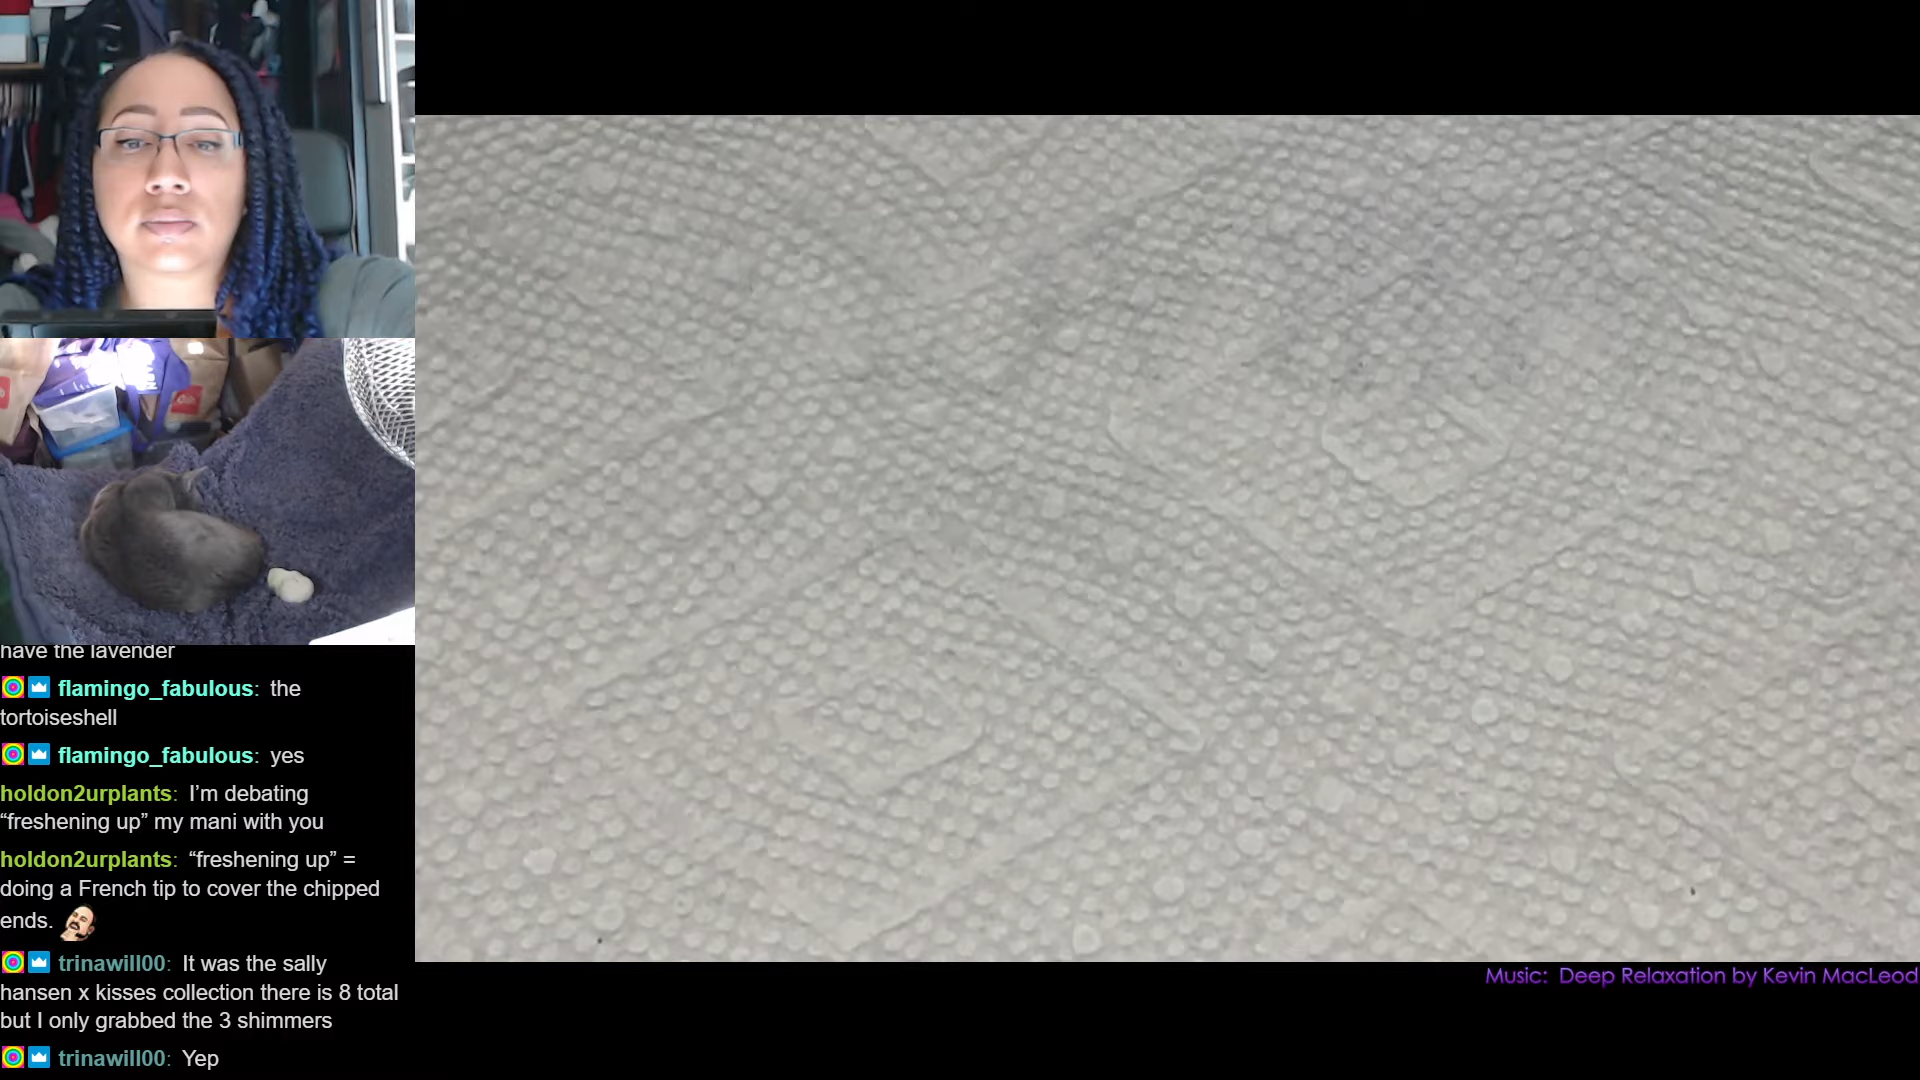 have the lavender
flamingo_fabulous: the
tortoiseshell
flamingo_fabulous: yes
holdon2urplants: I’m debating
“freshening up” my mani with you
holdon2urplants: “freshening up” =
doing a French tip to cover the chipped
ends.
trinawill00: It was the sally
hansen x kisses collection there is 8 total
but I only grabbed the 3 shimmers
trinawill00: Yep
Music: Deep Relaxation by Kevin MacLeod